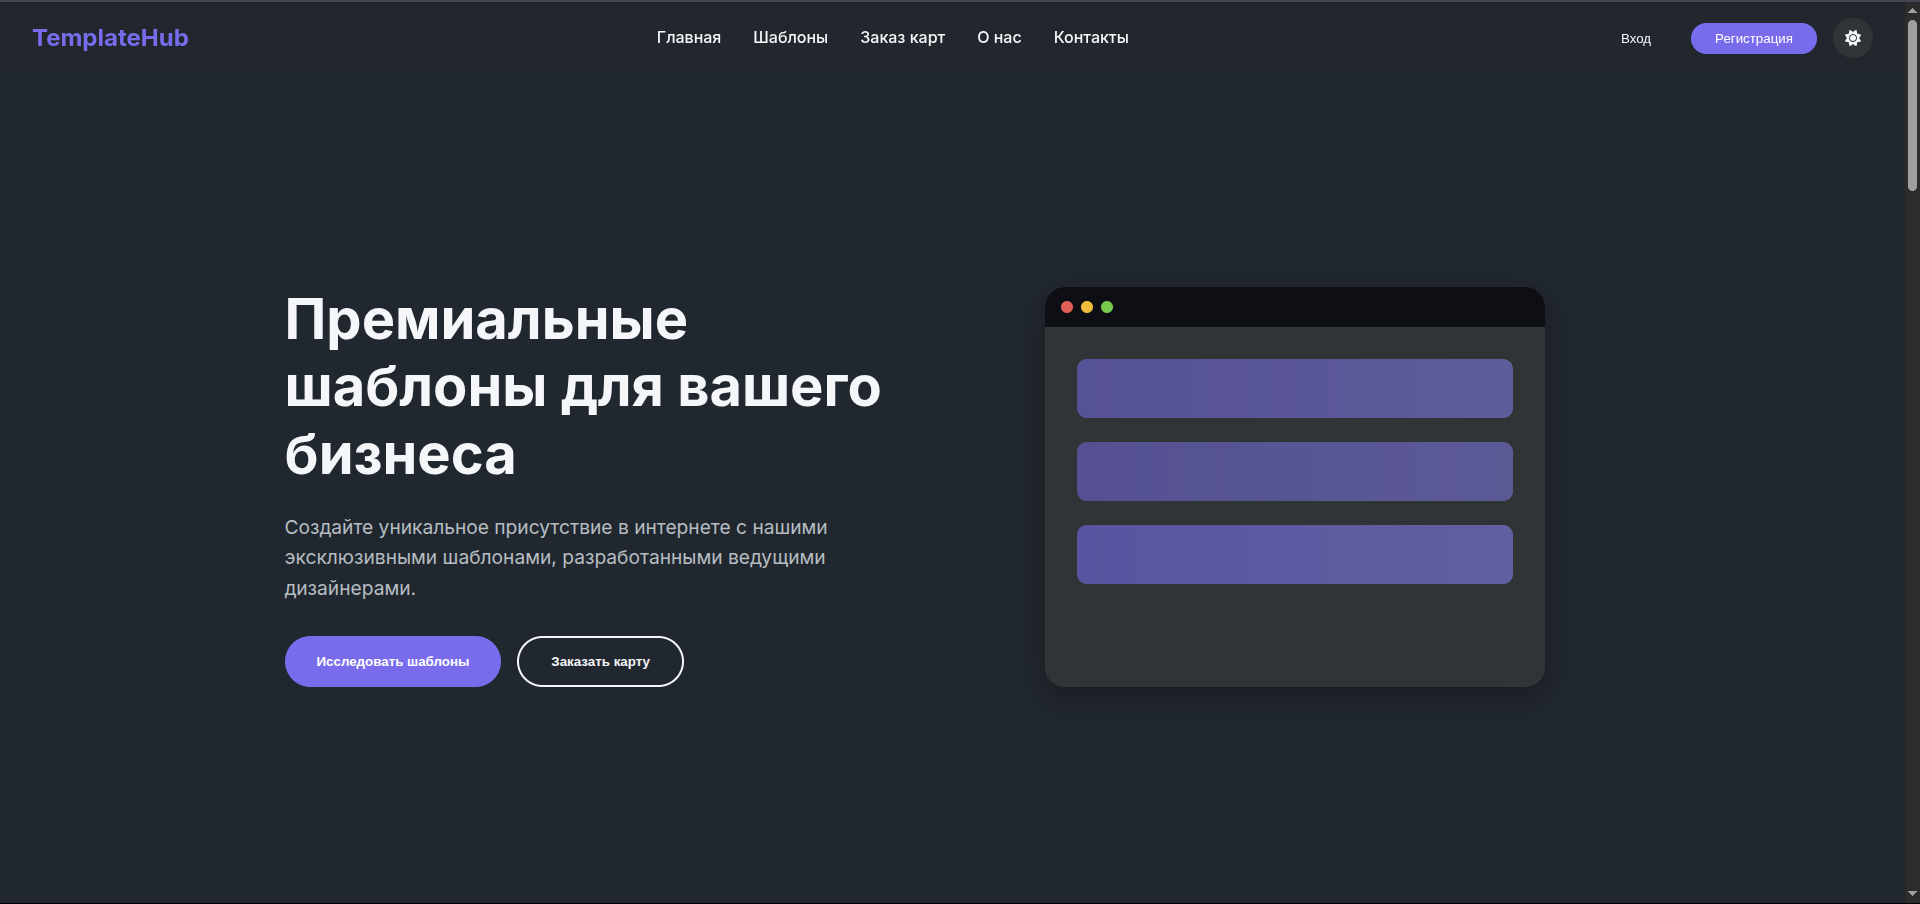 TemplateHub
Главная Шаблоны Заказ карт О нас Контакты
Вход Регистрация
Премиальные
шаблоны для вашего
бизнеса
Создайте уникальное присутствие в интернете с нашими
эксклюзивными шаблонами, разработанными ведущими
дизайнерами.
Исследовать шаблоны Заказать карту